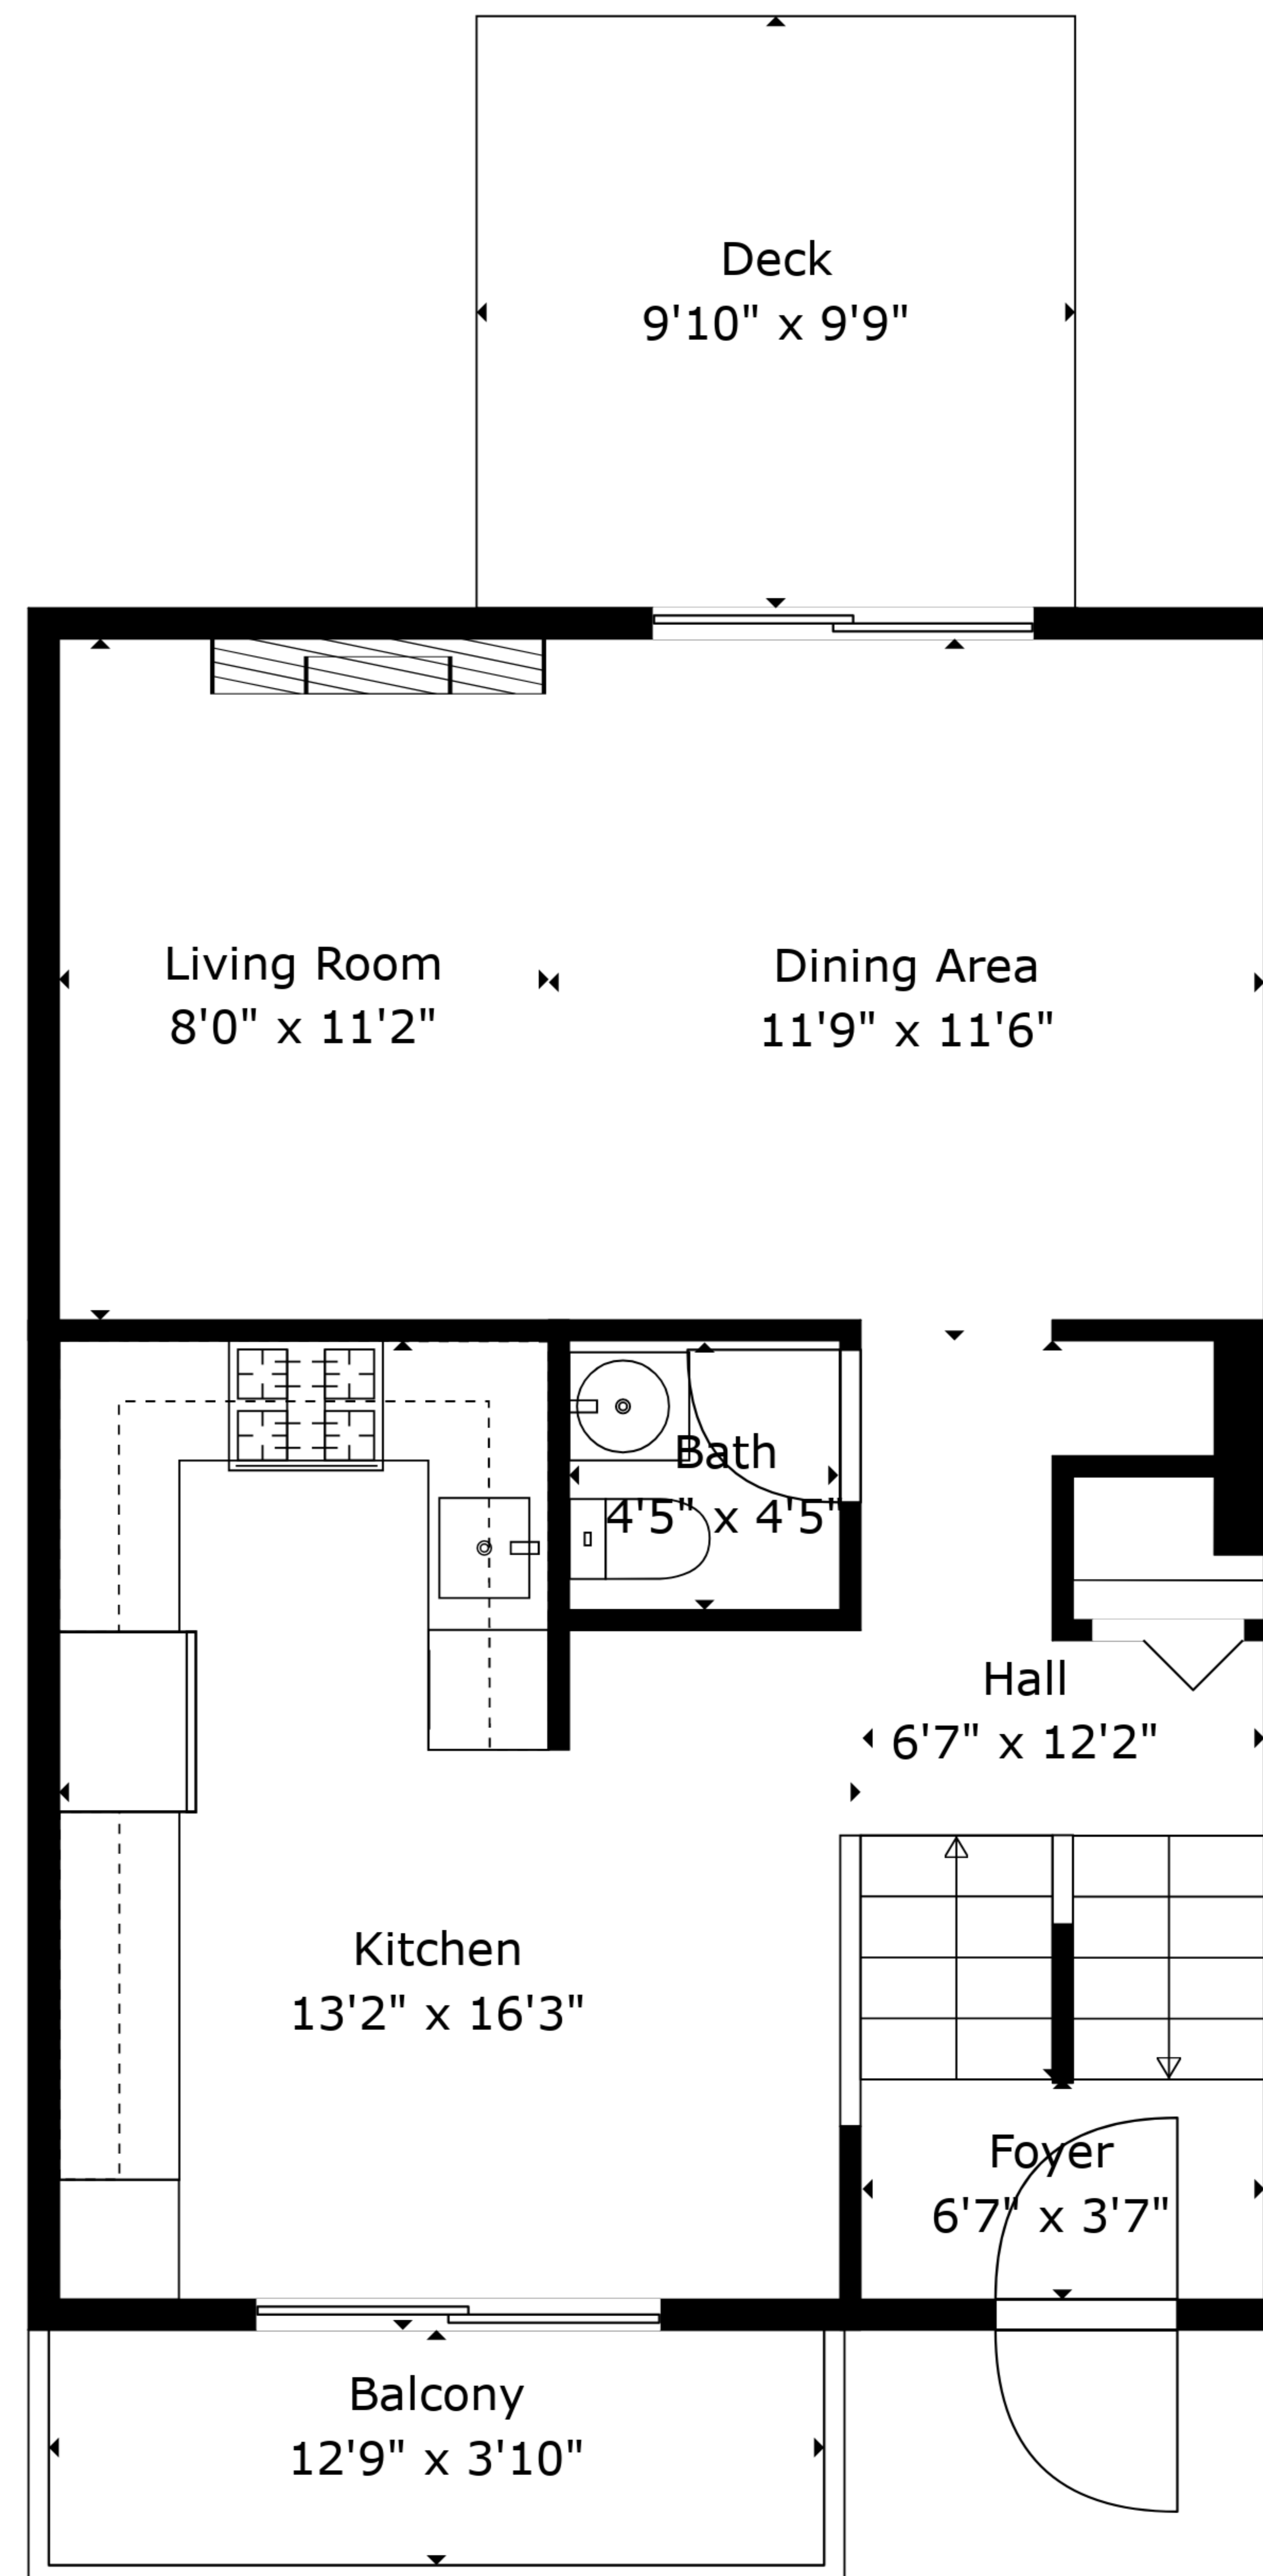 Deck
9'10" x 9'9"
Living Room
8'0" x 11'2"
Dining Area
11'9" x 11'6"
Bath
4'5" x 4'5"
Hall
6'7" x 12'2"
Kitchen
13'2" x 16'3"
Foyer
6'7" x 3'7"
Balcony
12'9" x 3'10"